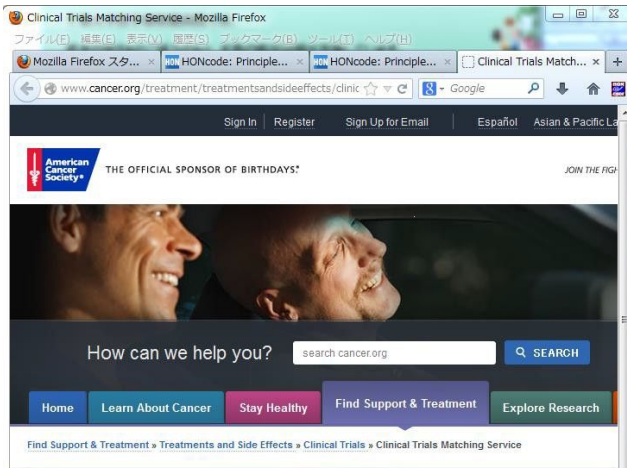 Clinical Trials Matching Service - Mozilla Firefox
ファイル(F) 編集(E) 表示(V) 履歴(S) ブックマーク(B) ツール(T) ヘルプ(H)
Mozilla Firefox スタ... HONcode: Principle... HONcode: Principle... Clinical Trials Match...
www.cancer.org/treatment/treatmentsandsideeffects/clinic Google
Sign In Register Sign Up for Email Español Asian & Pacific La
American Cancer Society® THE OFFICIAL SPONSOR OF BIRTHDAYS.® JOIN THE FIGH
How can we help you? search cancer.org SEARCH
Home Learn About Cancer Stay Healthy Find Support & Treatment Explore Research
Find Support & Treatment » Treatments and Side Effects » Clinical Trials » Clinical Trials Matching Service